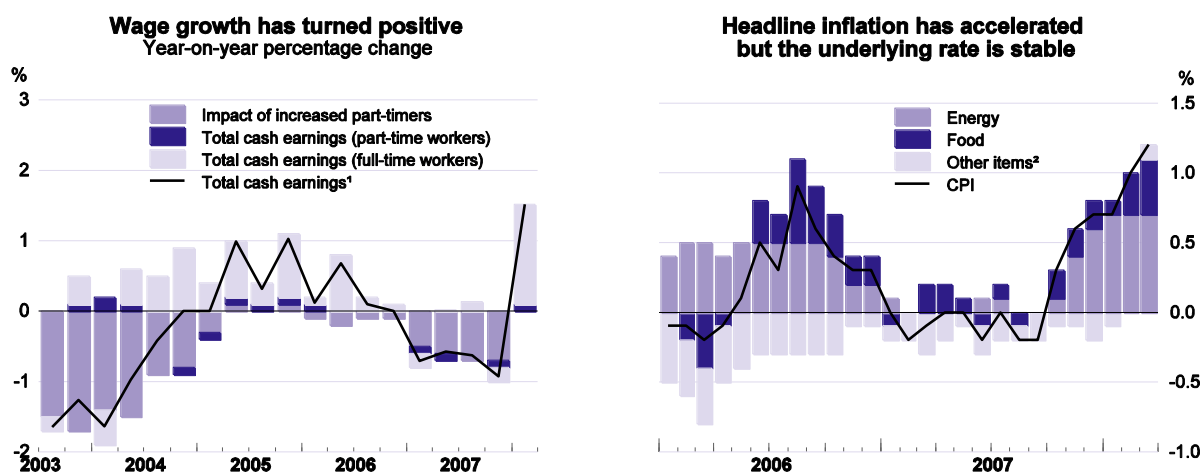 Wage growth has turned positive
Year-on-year percentage change
%
3
2
1
0
-1
-2
Impact of increased part-timers
Total cash earnings (part-time workers)
Total cash earnings (full-time workers)
Total cash earnings¹
2003
2004
2005
2006
2007
Headline inflation has accelerated
but the underlying rate is stable
%
1.5
1.0
0.5
0.0
-0.5
-1.0
Energy
Food
Other items²
CPI
2006
2007